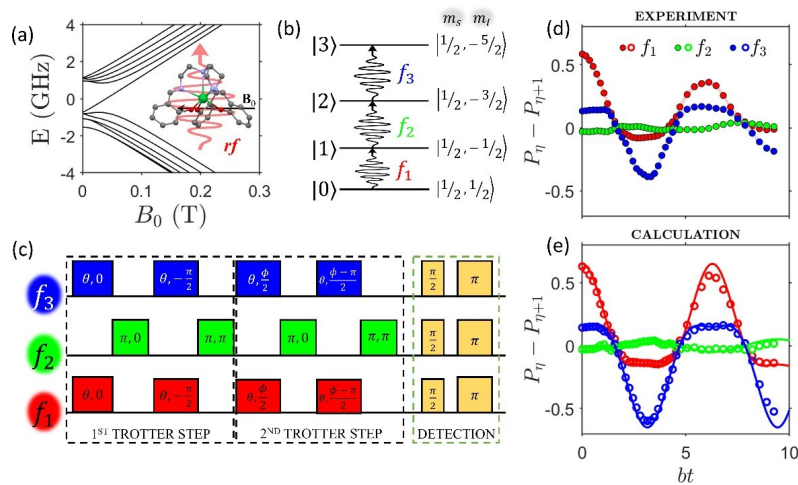 (a)
E (GHz)
4
2
0
-2
-4
0
0.1
0.2
0.3
B₀ (T)
B₀
rf
(b)
mₛ mᵢ
|3⟩ |1/2, −5/2⟩
f₃
|2⟩ |1/2, −3/2⟩
f₂
|1⟩ |1/2, −1/2⟩
f₁
|0⟩ |1/2, 1/2⟩
(c)
f₃ θ, 0 θ, −π/2 θ, ϕ/2 θ, (ϕ−π)/2 π/2 π
f₂ π, 0 π, π π, 0 π, π π/2 π
f₁ θ, 0 θ, −π/2 θ, ϕ/2 θ, (ϕ−π)/2 π/2 π
1ST TROTTER STEP 2ND TROTTER STEP DETECTION
EXPERIMENT
(d)
f₁ f₂ f₃
Pη − Pη+1
0.5
0
-0.5
CALCULATION
(e)
Pη − Pη+1
0.5
0
-0.5
0 5 10
bt